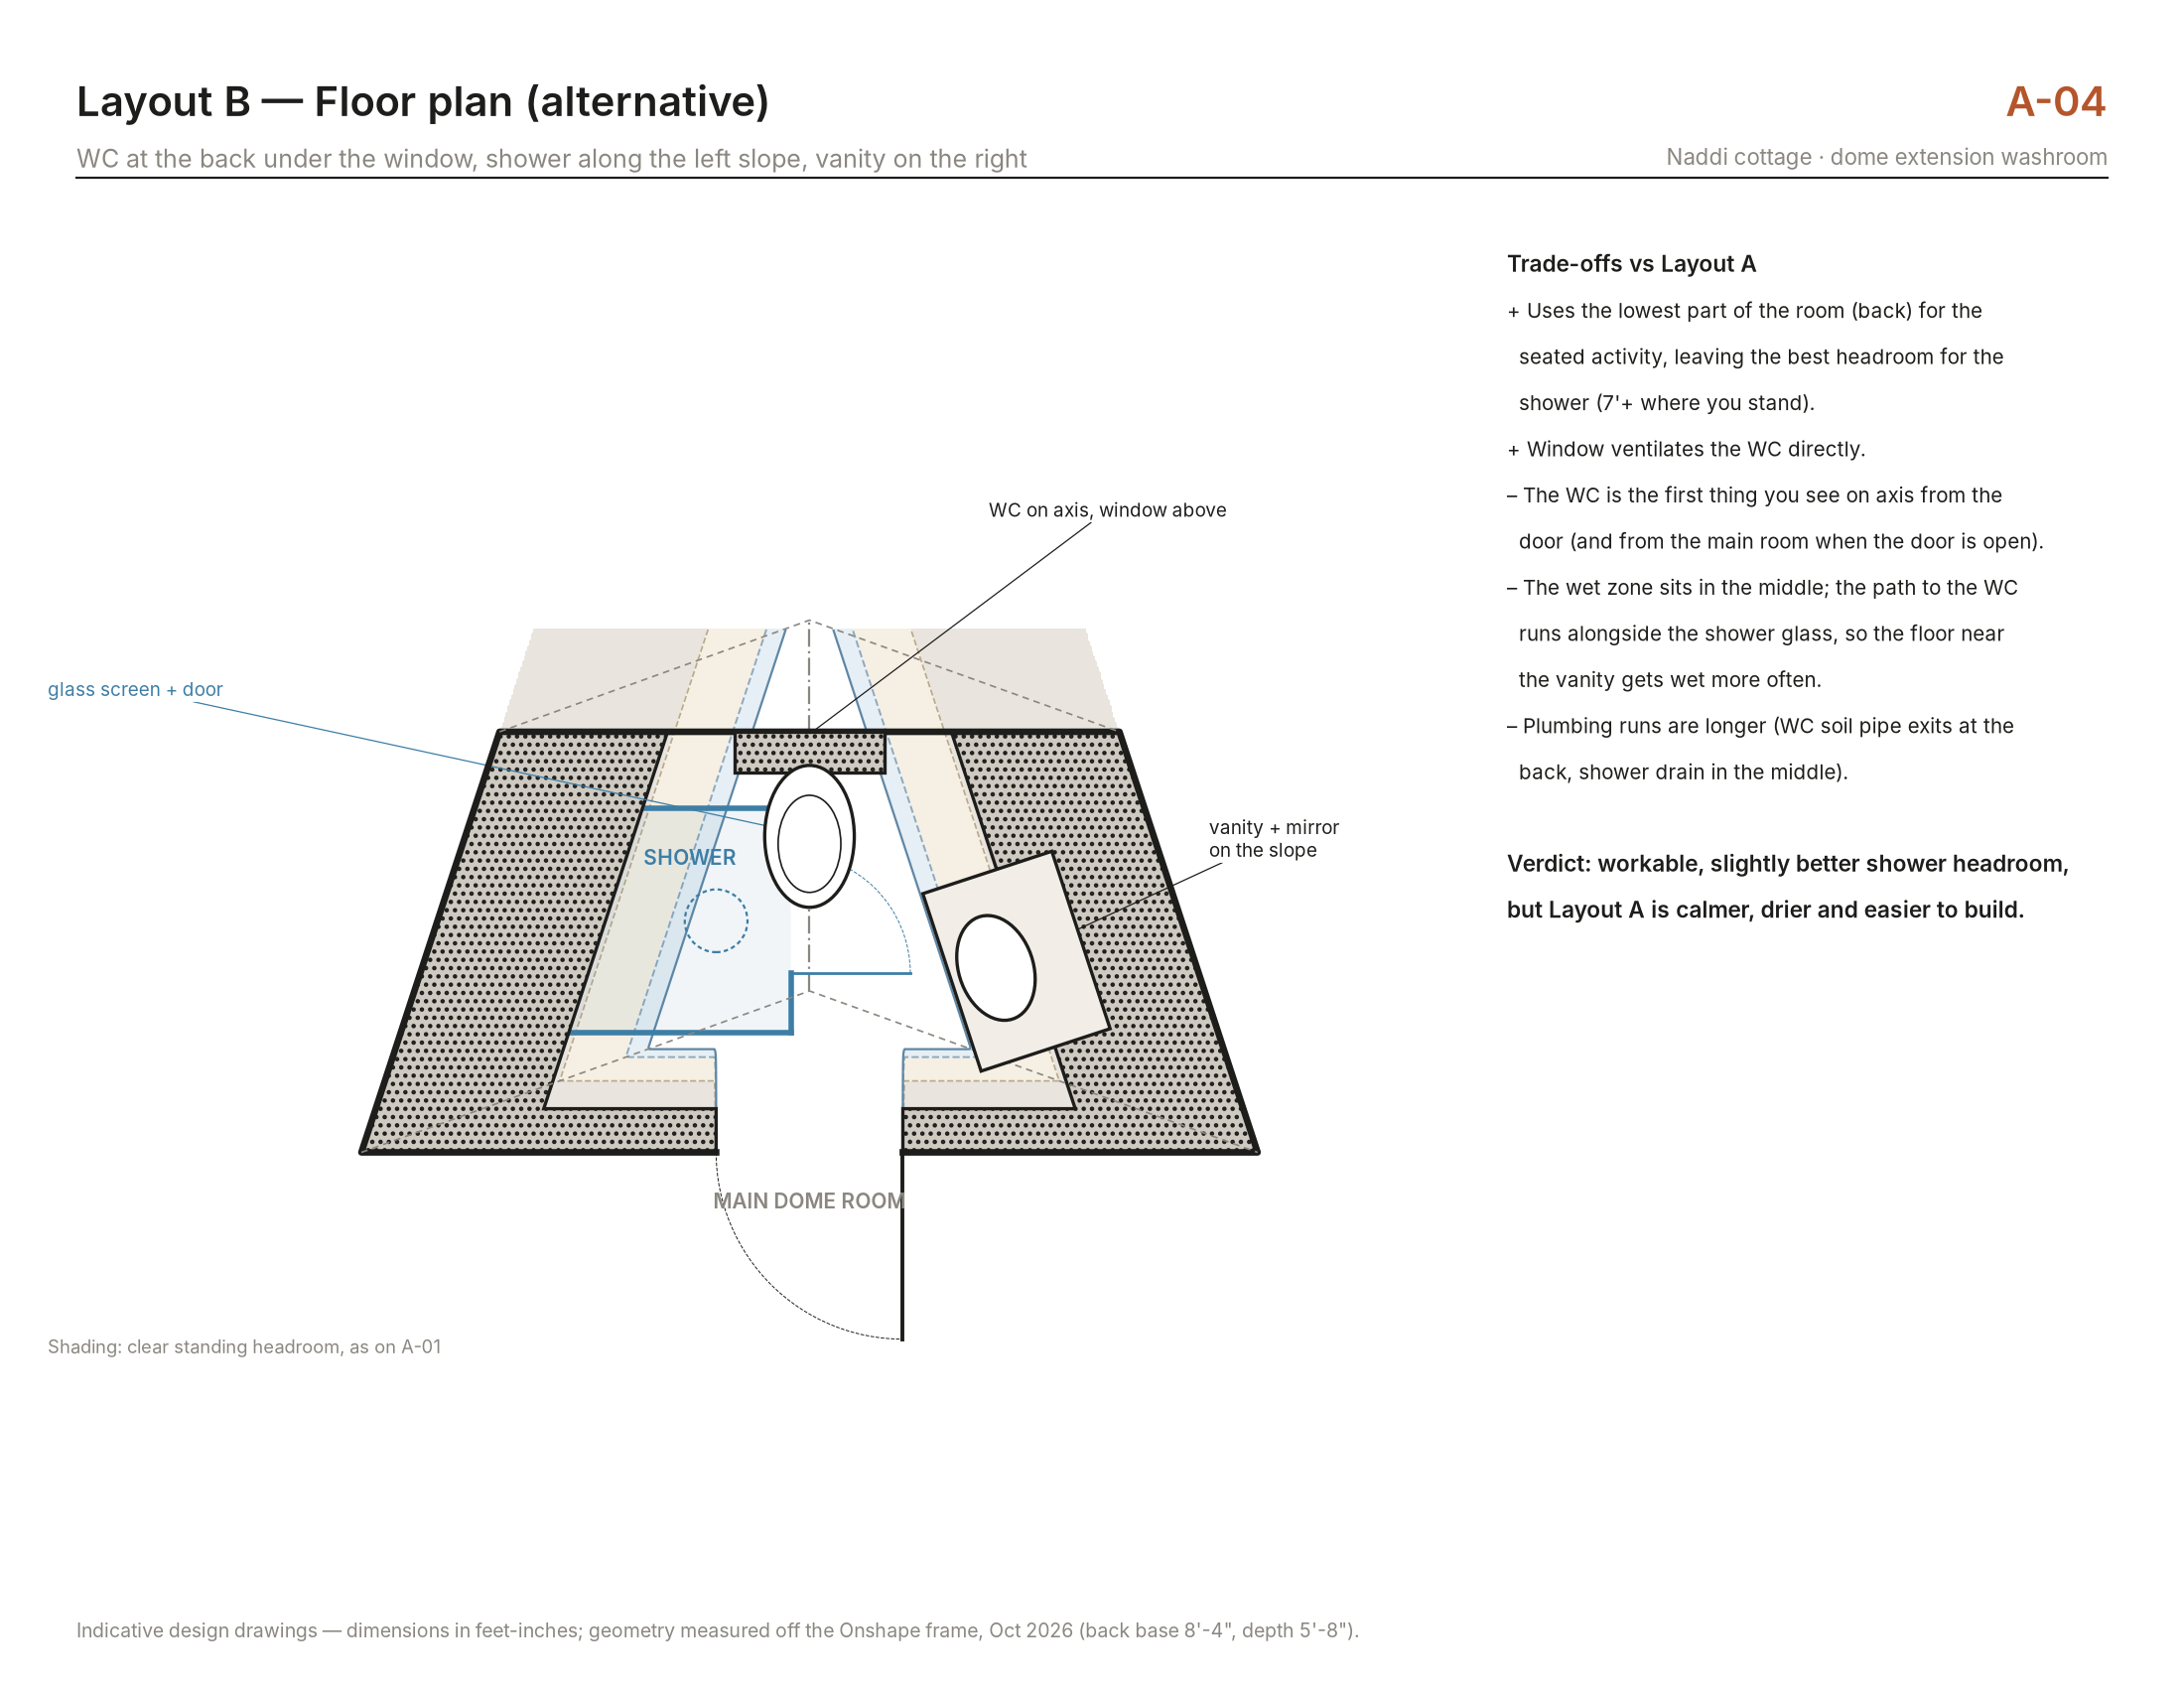 Layout B — Floor plan (alternative)
A-04
WC at the back under the window, shower along the left slope, vanity on the right
Naddi cottage · dome extension washroom
Trade-offs vs Layout A
+ Uses the lowest part of the room (back) for the
seated activity, leaving the best headroom for the
shower (7'+ where you stand).
+ Window ventilates the WC directly.
– The WC is the first thing you see on axis from the
door (and from the main room when the door is open).
– The wet zone sits in the middle; the path to the WC
runs alongside the shower glass, so the floor near
the vanity gets wet more often.
– Plumbing runs are longer (WC soil pipe exits at the
back, shower drain in the middle).
Verdict: workable, slightly better shower headroom,
but Layout A is calmer, drier and easier to build.
WC on axis, window above
glass screen + door
vanity + mirror
on the slope
SHOWER
MAIN DOME ROOM
Shading: clear standing headroom, as on A-01
Indicative design drawings — dimensions in feet-inches; geometry measured off the Onshape frame, Oct 2026 (back base 8'-4", depth 5'-8").